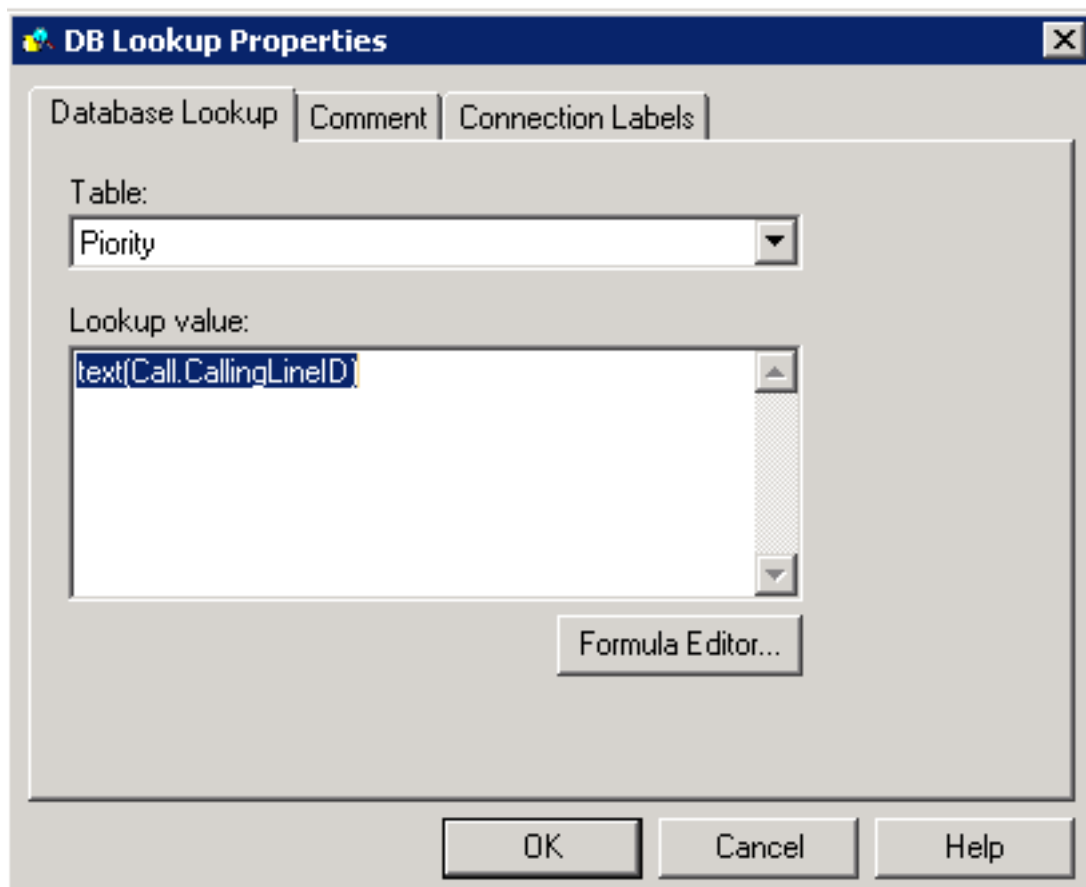 DB Lookup Properties
Database Lookup Comment Connection Labels
Table:
Piority
Lookup value:
text(Call.CallingLineID)
Formula Editor...
OK Cancel Help